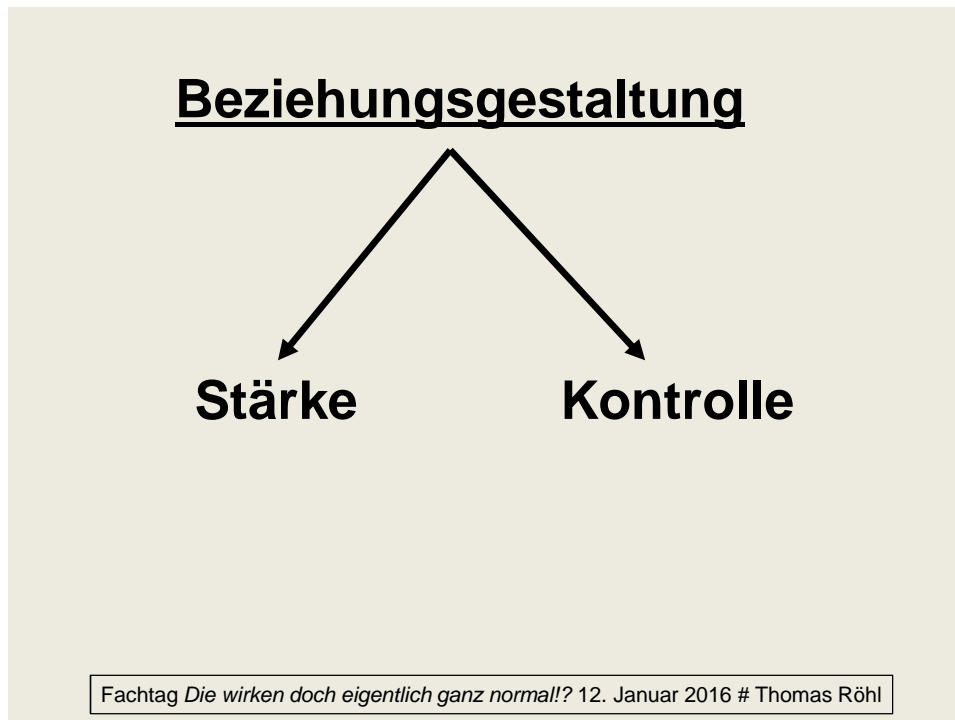 Beziehungsgestaltung
Stärke Kontrolle
Fachtag Die wirken doch eigentlich ganz normal!? 12. Januar 2016 # Thomas Röhl